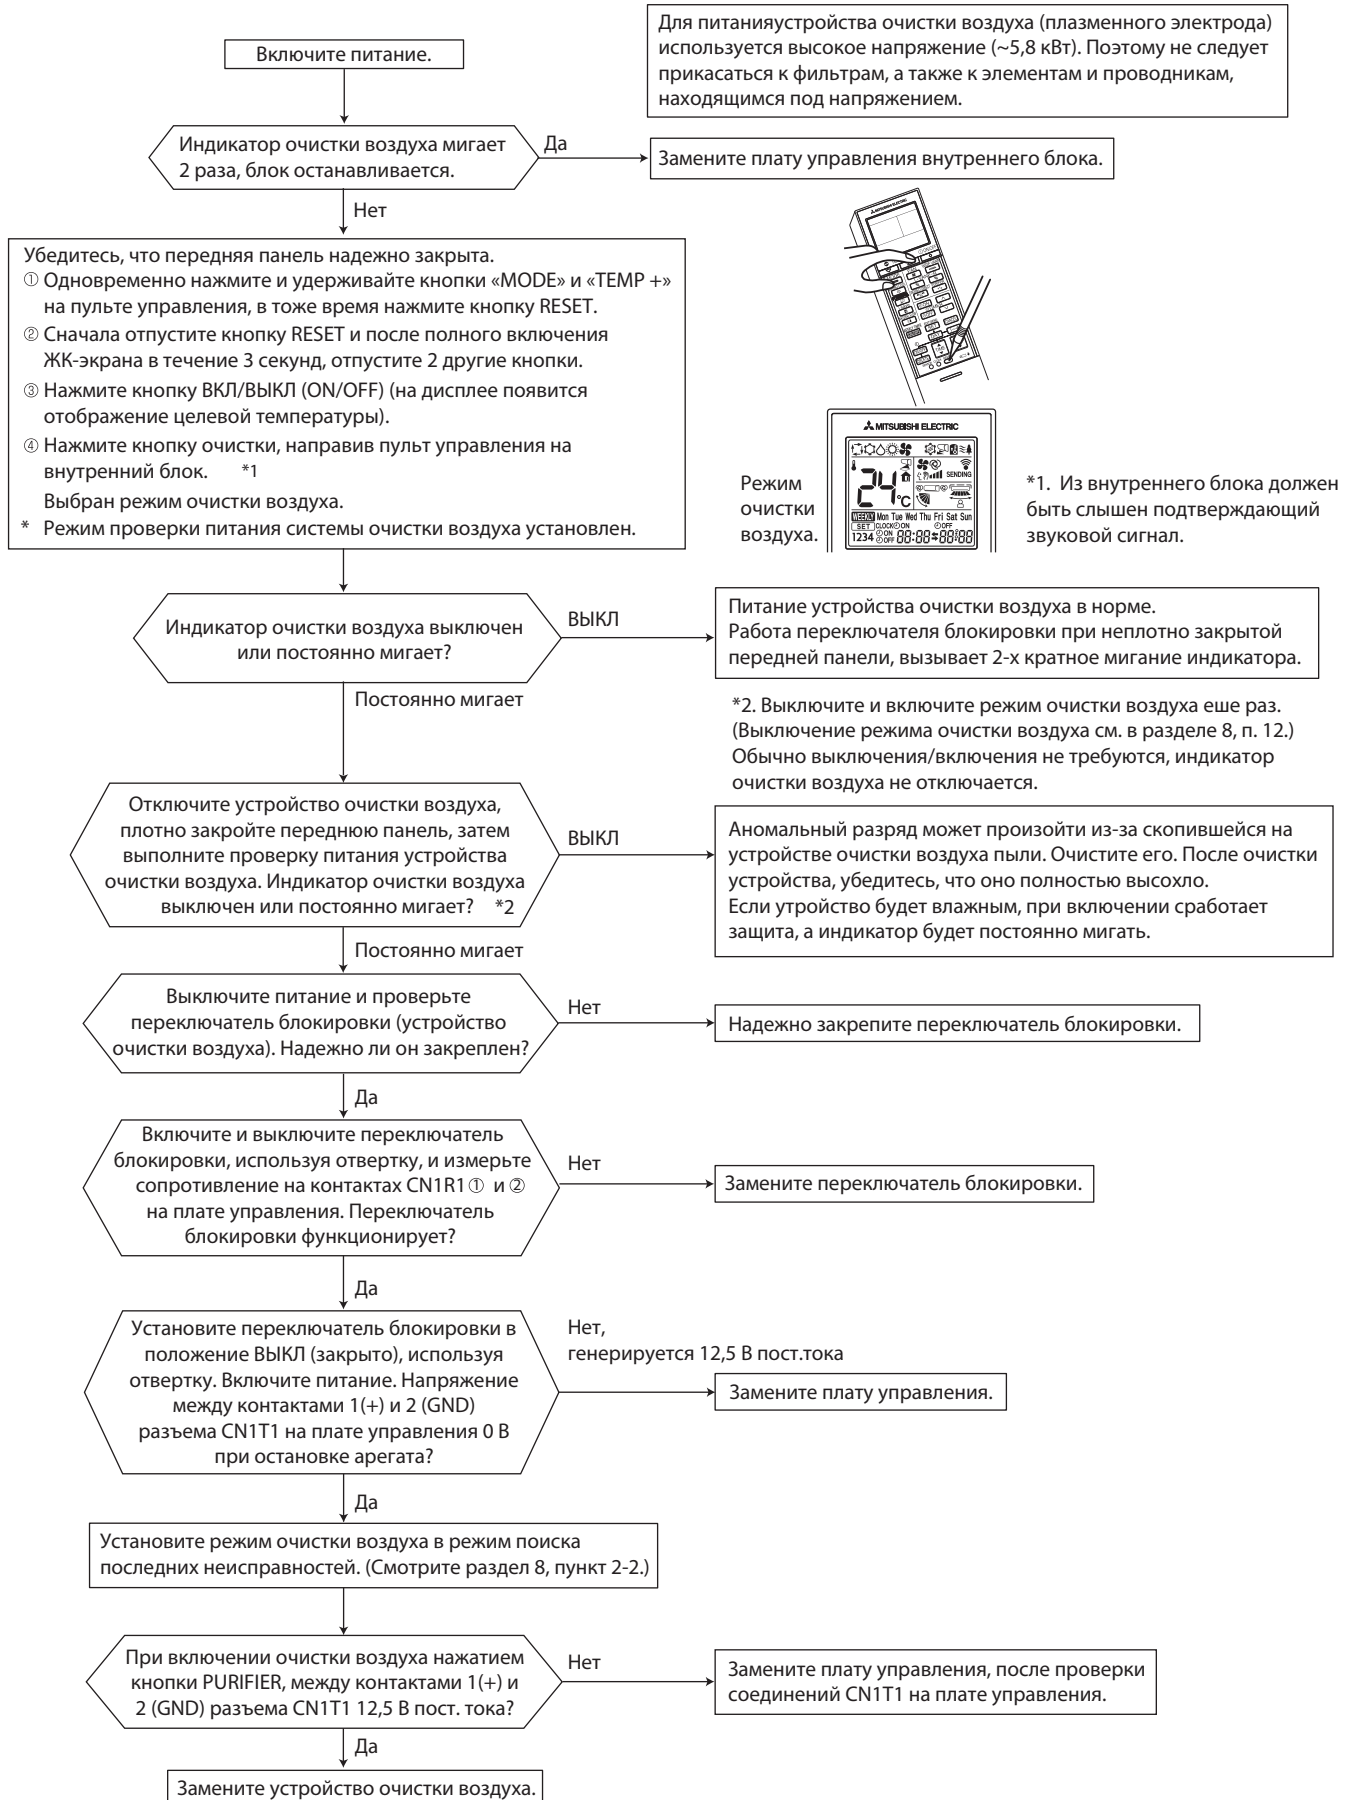 Включите питание.
Для питанияустройства очистки воздуха (плазменного электрода)
используется высокое напряжение (~5,8 кВт). Поэтому не следует
прикасаться к фильтрам, а также к элементам и проводникам,
находящимся под напряжением.
Индикатор очистки воздуха мигает
2 раза, блок останавливается.
Да
Замените плату управления внутреннего блока.
Нет
Убедитесь, что передняя панель надежно закрыта.
① Одновременно нажмите и удерживайте кнопки «MODE» и «TEMP +»
на пульте управления, в тоже время нажмите кнопку RESET.
② Сначала отпустите кнопку RESET и после полного включения
ЖК-экрана в течение 3 секунд, отпустите 2 другие кнопки.
③ Нажмите кнопку ВКЛ/ВЫКЛ (ON/OFF) (на дисплее появится
отображение целевой температуры).
④ Нажмите кнопку очистки, направив пульт управления на
внутренний блок. *1
Выбран режим очистки воздуха.
* Режим проверки питания системы очистки воздуха установлен.
MITSUBISHI ELECTRIC
MITSUBISHI ELECTRIC
SENDING
24 °C
WEEKLY Mon Tue Wed Thu Fri Sat Sun
SET CLOCK ON OFF
1234 ON OFF 88:88 88:88
Режим
очистки
воздуха.
*1. Из внутреннего блока должен
быть слышен подтверждающий
звуковой сигнал.
Индикатор очистки воздуха выключен
или постоянно мигает?
ВЫКЛ
Питание устройства очистки воздуха в норме.
Работа переключателя блокировки при неплотно закрытой
передней панели, вызывает 2-х кратное мигание индикатора.
Постоянно мигает
*2. Выключите и включите режим очистки воздуха еше раз.
(Выключение режима очистки воздуха см. в разделе 8, п. 12.)
Обычно выключения/включения не требуются, индикатор
очистки воздуха не отключается.
Отключите устройство очистки воздуха,
плотно закройте переднюю панель, затем
выполните проверку питания устройства
очистки воздуха. Индикатор очистки воздуха
выключен или постоянно мигает? *2
ВЫКЛ
Аномальный разряд может произойти из-за скопившейся на
устройстве очистки воздуха пыли. Очистите его. После очистки
устройства, убедитесь, что оно полностью высохло.
Если утройство будет влажным, при включении сработает
защита, а индикатор будет постоянно мигать.
Постоянно мигает
Выключите питание и проверьте
переключатель блокировки (устройство
очистки воздуха). Надежно ли он закреплен?
Нет
Надежно закрепите переключатель блокировки.
Да
Включите и выключите переключатель
блокировки, используя отвертку, и измерьте
сопротивление на контактах CN1R1 ① и ②
на плате управления. Переключатель
блокировки функционирует?
Нет
Замените переключатель блокировки.
Да
Установите переключатель блокировки в
положение ВЫКЛ (закрыто), используя
отвертку. Включите питание. Напряжение
между контактами 1(+) и 2 (GND)
разъема CN1T1 на плате управления 0 В
при остановке арегата?
Нет,
генерируется 12,5 В пост.тока
Замените плату управления.
Да
Установите режим очистки воздуха в режим поиска
последних неисправностей. (Смотрите раздел 8, пункт 2-2.)
При включении очистки воздуха нажатием
кнопки PURIFIER, между контактами 1(+) и
2 (GND) разъема CN1T1 12,5 В пост. тока?
Нет
Замените плату управления, после проверки
соединений CN1T1 на плате управления.
Да
Замените устройство очистки воздуха.